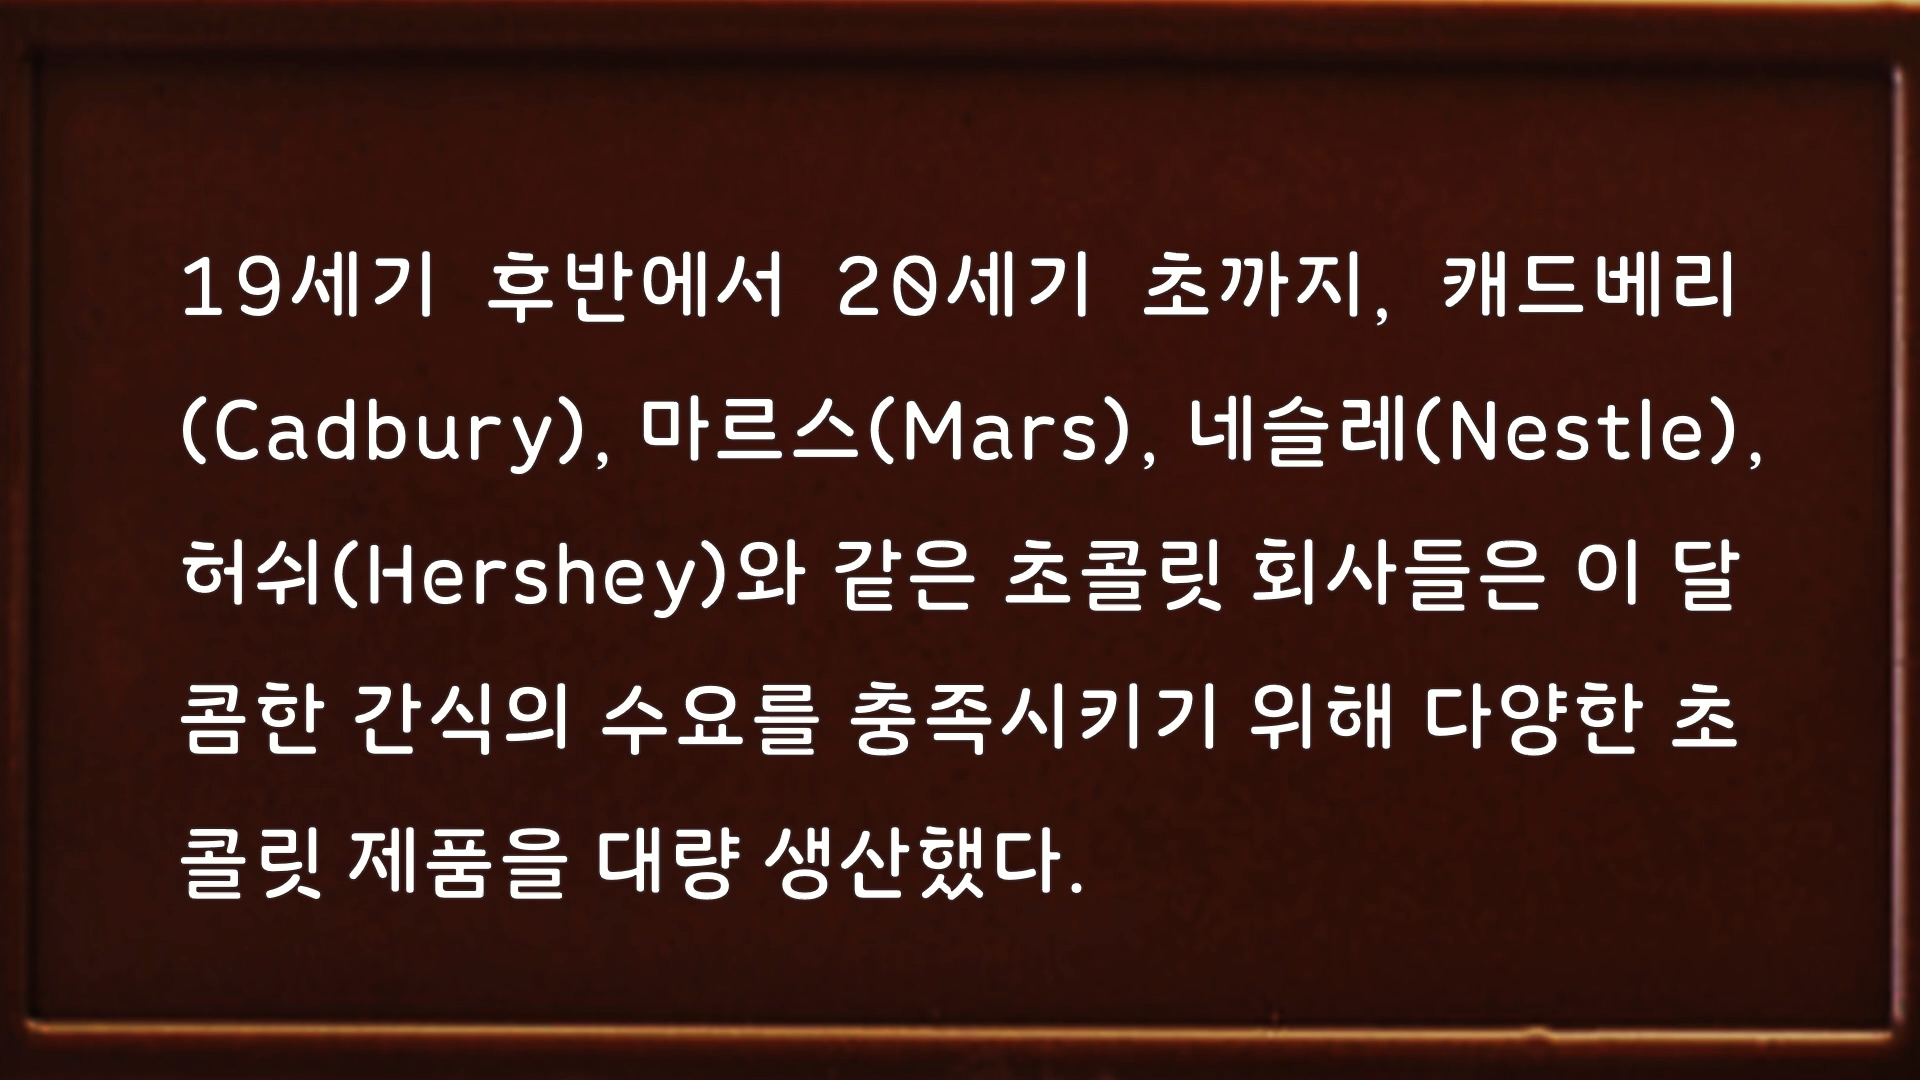 19세기 후반에서 20세기 초까지, 캐드베리
(Cadbury), 마르스(Mars), 네슬레(Nestle),
허쉬(Hershey)와 같은 초콜릿 회사들은 이 달
콤한 간식의 수요를 충족시키기 위해 다양한 초
콜릿 제품을 대량 생산했다.